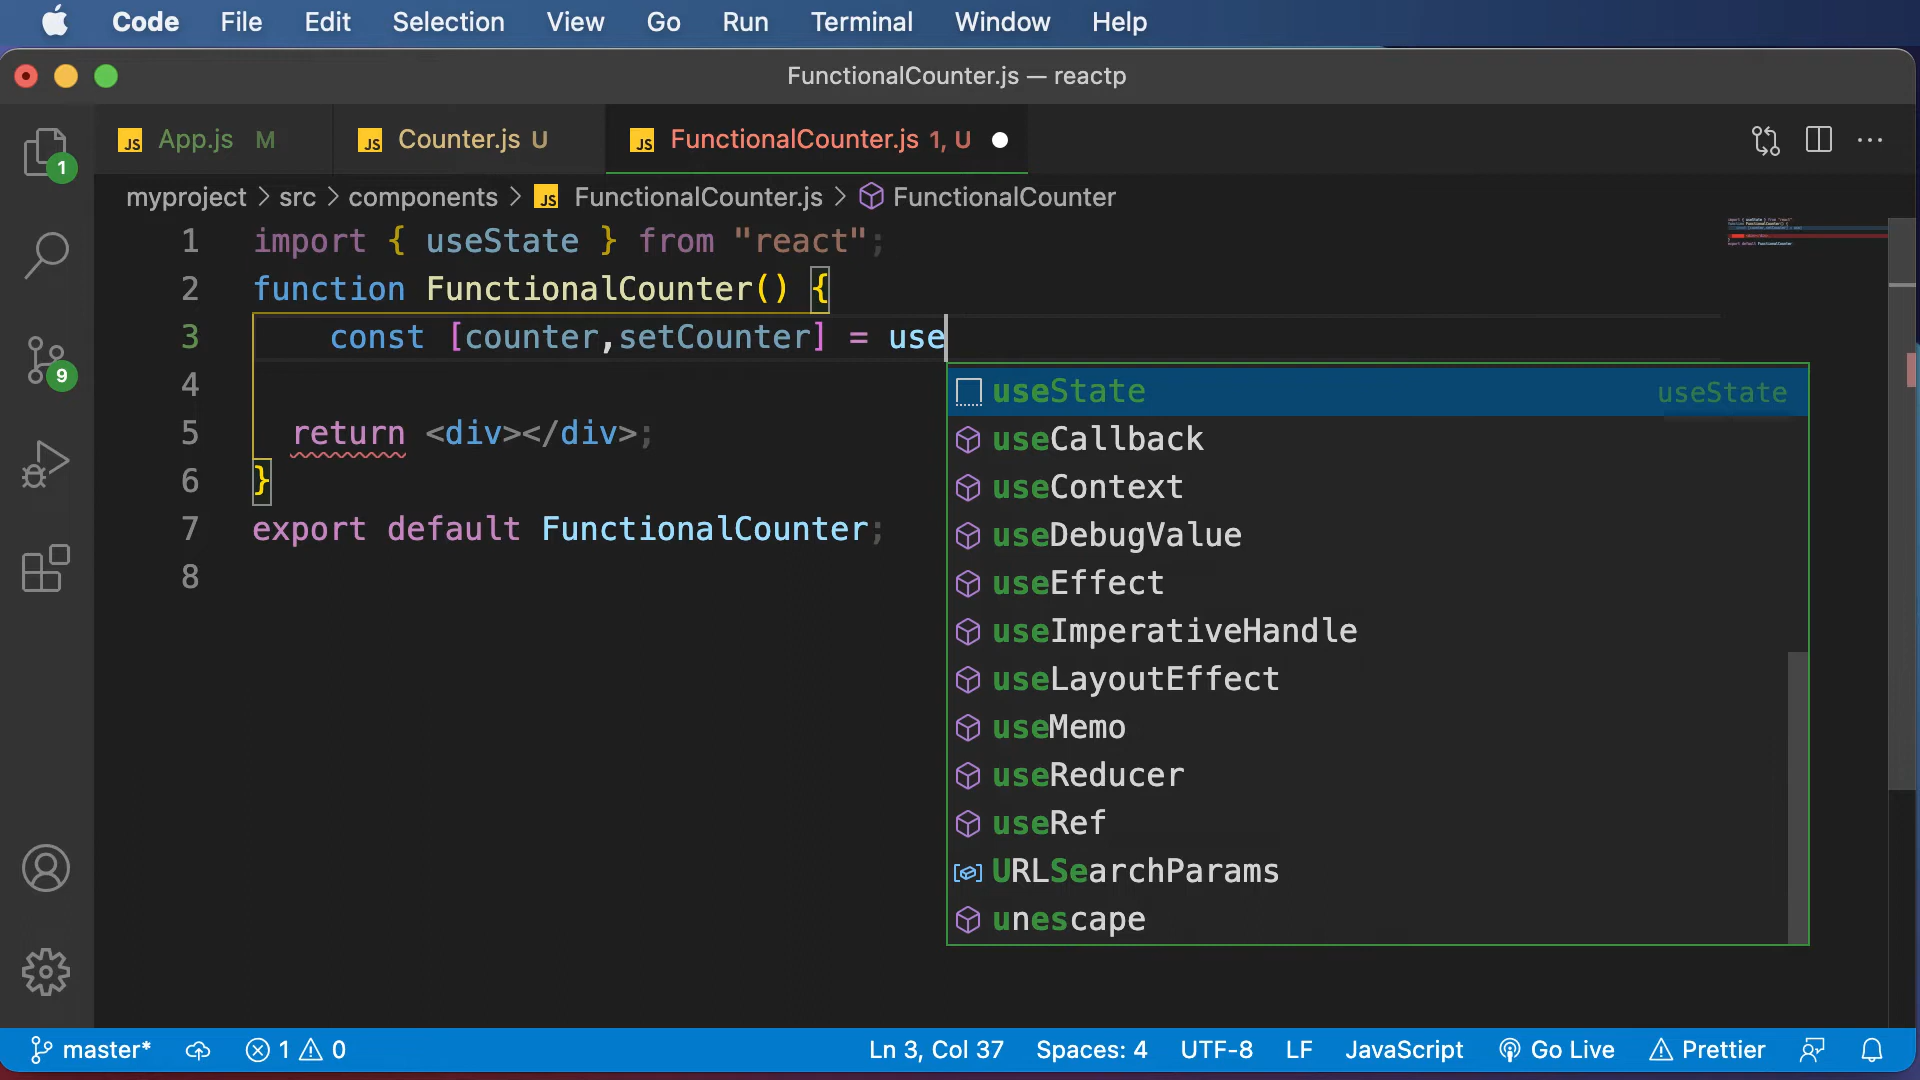 Code File Edit Selection View Go Run Terminal Window Help
FunctionalCounter.js — reactp
JS App.js M JS Counter.js U JS FunctionalCounter.js 1, U
1
myproject > src > components > JS FunctionalCounter.js > FunctionalCounter
1 import { useState } from "react";
2 function FunctionalCounter() {
3 const [counter,setCounter] = use
9
4
5 return <div></div>;
6 }
7 export default FunctionalCounter;
8
useState useState
useCallback
useContext
useDebugValue
useEffect
useImperativeHandle
useLayoutEffect
useMemo
useReducer
useRef
URLSearchParams
unescape
master* 1 0 Ln 3, Col 37 Spaces: 4 UTF-8 LF JavaScript Go Live Prettier